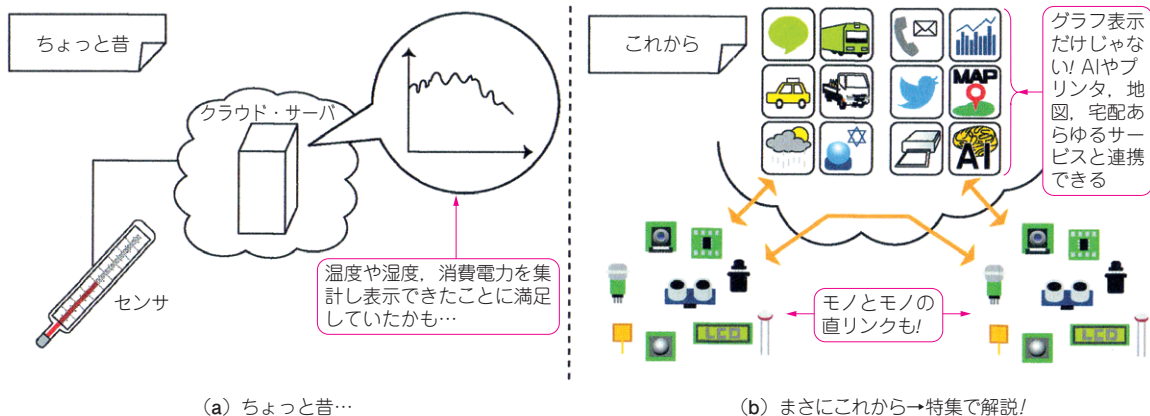 ちょっと昔
クラウド・サーバ
センサ
温度や湿度，消費電力を集
計し表示できたことに満足
していたかも…
(a) ちょっと昔…
これから
MAP
AI
グラフ表示
だけじゃな
い! AIやプ
リンタ，地
図，宅配あ
らゆるサー
ビスと連携
できる
モノとモノの
直リンクも!
LCD
LCD
(b) まさにこれから→特集で解説!